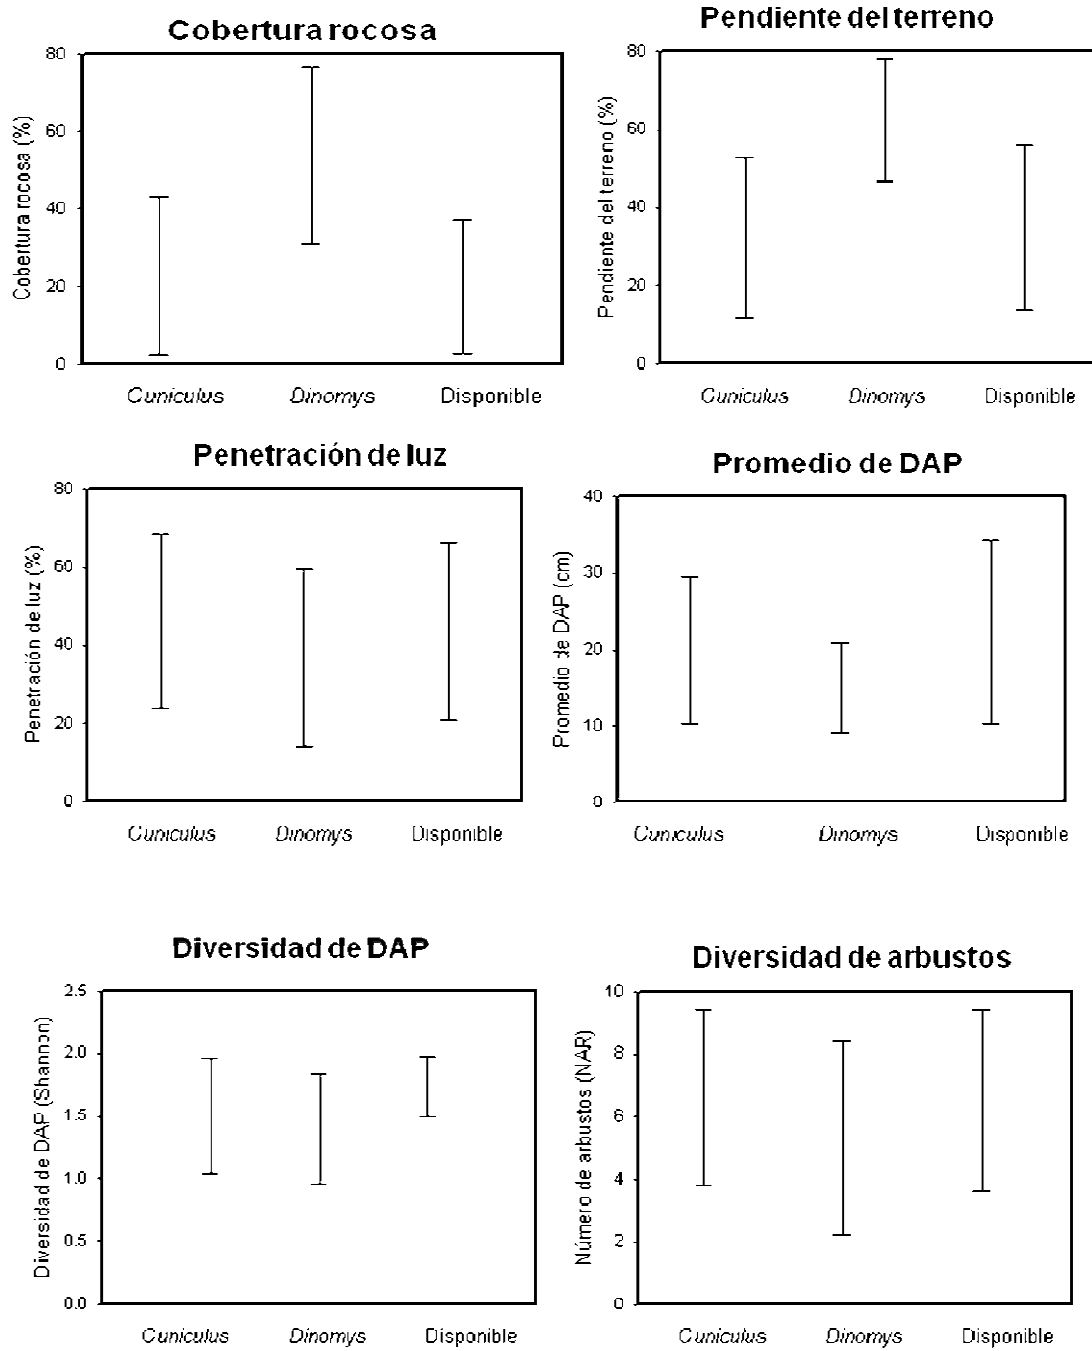 Cobertura rocosa
Cobertura rocosa (%)
80
60
40
20
0
Cuniculus Dinomys Disponible
Pendiente del terreno
Pendiente del terreno (%)
80
60
40
20
0
Cuniculus Dinomys Disponible
Penetración de luz
Penetración de luz (%)
80
60
40
20
0
Cuniculus Dinomys Disponible
Promedio de DAP
Promedio de DAP (cm)
40
30
20
10
0
Cuniculus Dinomys Disponible
Diversidad de DAP
Diversidad de DAP (Shannon)
2.5
2.0
1.5
1.0
0.5
0.0
Cuniculus Dinomys Disponible
Diversidad de arbustos
Número de arbustos (NAR)
10
8
6
4
2
0
Cuniculus Dinomys Disponible